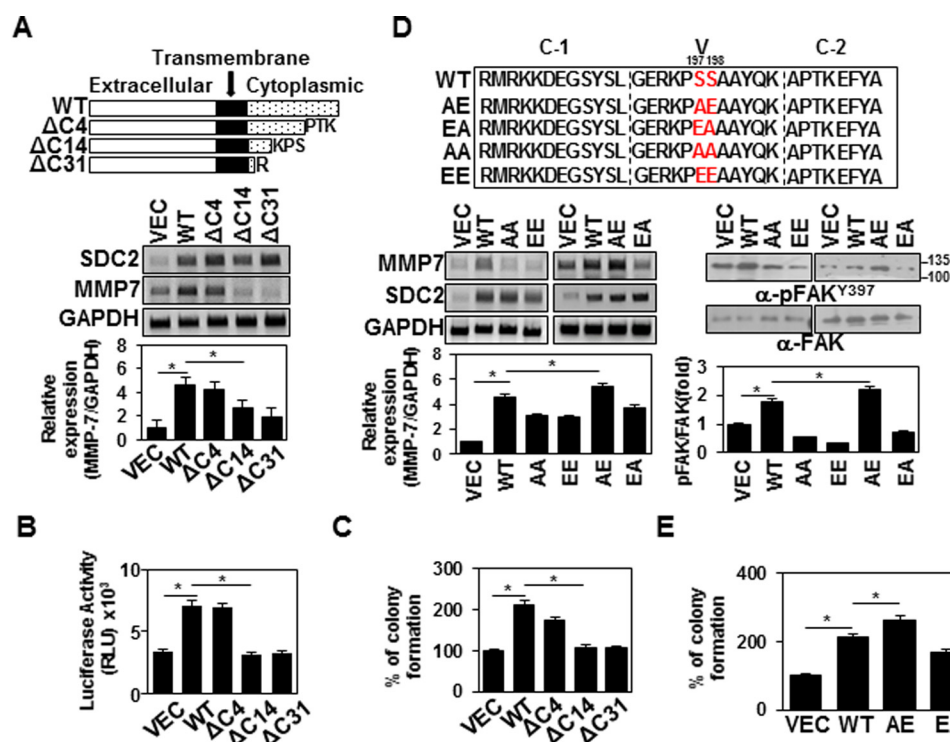 A
Transmembrane
Extracellular Cytoplasmic
WT
ΔC4 PTK
ΔC14 KPS
ΔC31 R
VEC WT ΔC4 ΔC14 ΔC31
SDC2
MMP7
GAPDH
Relative expression (MMP-7/GAPDH)
8
6
4
2
0
* *
VEC WT ΔC4 ΔC14 ΔC31
D
C-1 V C-2
197 198
WT RMRKKDEGSYSL GERKPSSAAYQK APTKEFYA
AE RMRKKDEGSYSL GERKPAEAAYQK APTKEFYA
EA RMRKKDEGSYSL GERKPEAAAYQK APTKEFYA
AA RMRKKDEGSYSL GERKPAAAAYQK APTKEFYA
EE RMRKKDEGSYSL GERKPEEAAYQK APTKEFYA
VEC WT AA EE VEC WT AE EA
MMP7
SDC2
GAPDH
Relative expression (MMP-7/GAPDH)
8
6
4
2
0
* *
VEC WT AA EE AE EA
VEC WT AA EE VEC WT AE EA
135
100
α-pFAKY397
α-FAK
pFAK/FAK(fold)
3
2
1
0
* *
VEC WT AA EE AE EA
B
Luciferase Activity (RLU) x10³
10
5
0
* *
VEC WT ΔC4 ΔC14 ΔC31
C
% of colony formation
300
200
100
0
* *
VEC WT ΔC4 ΔC14 ΔC31
E
% of colony formation
400
200
0
* *
VEC WT AE